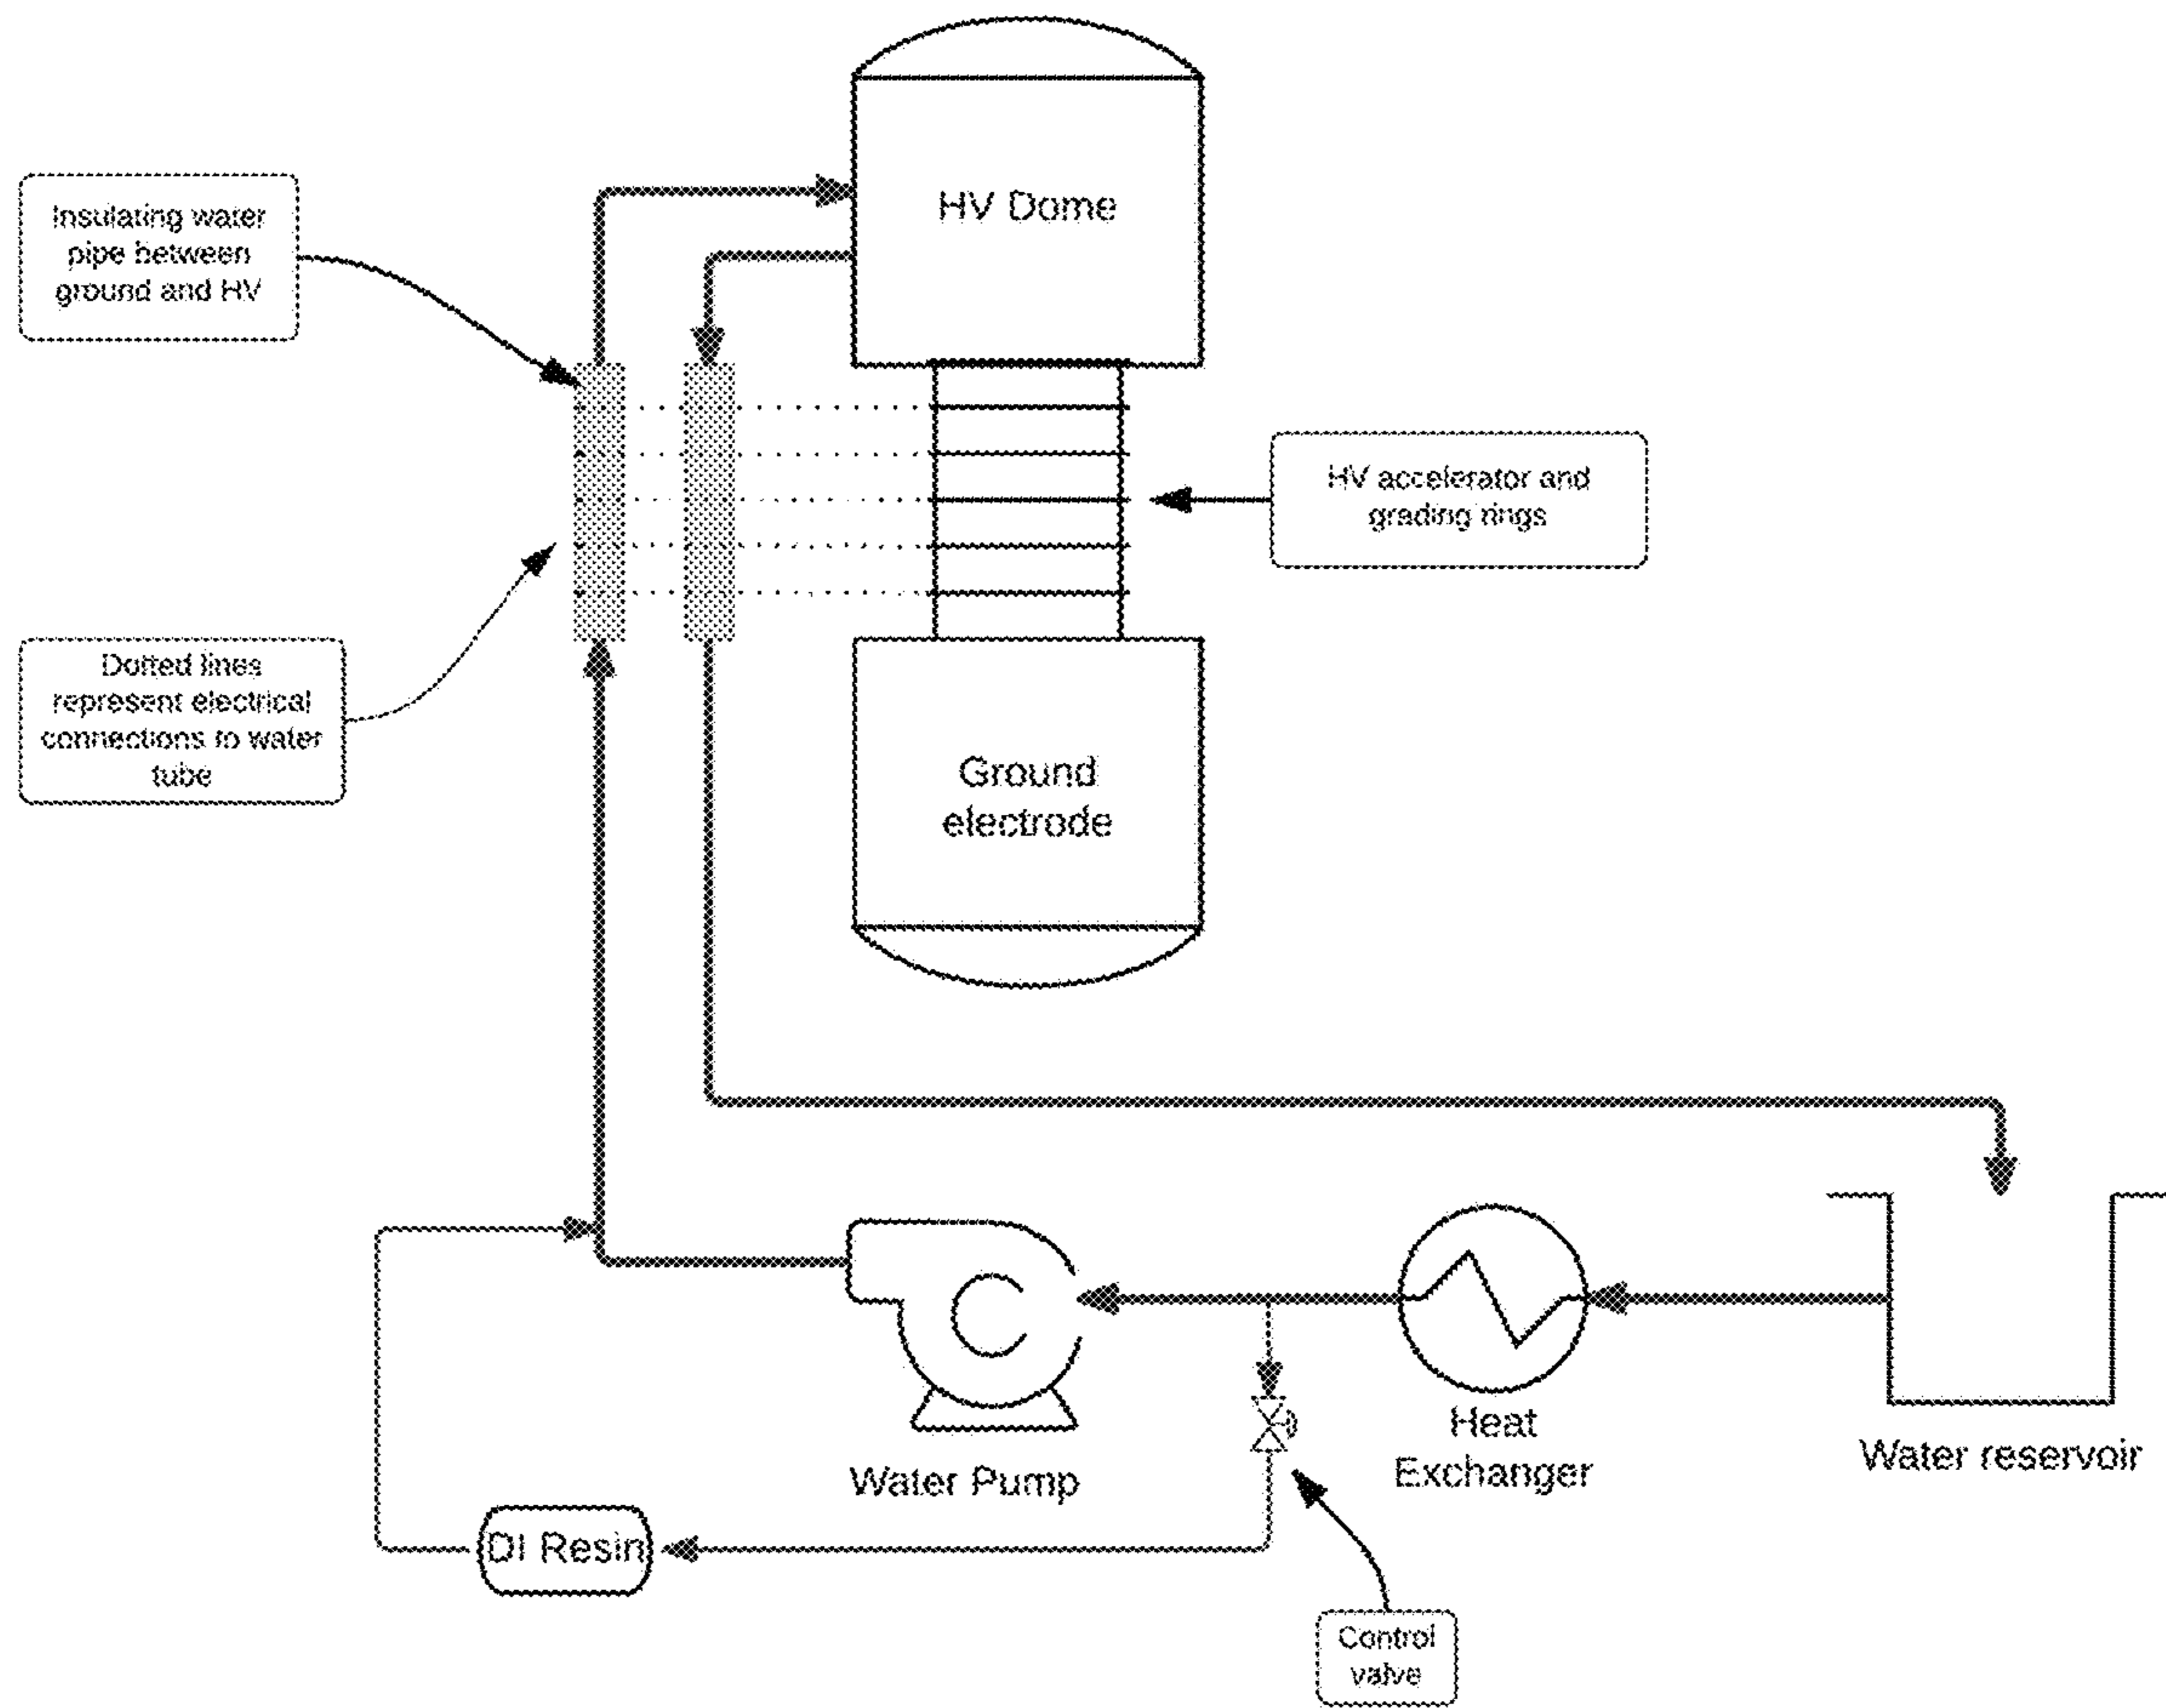 HV Dome
Insulating water
pipe between
ground and HV
HV accelerator and
grading rings
Dotted lines
represent electrical
connections to water
tube
Ground
electrode
Heat
Exchanger
Water reservoir
Water Pump
DI Resin
Control
valve